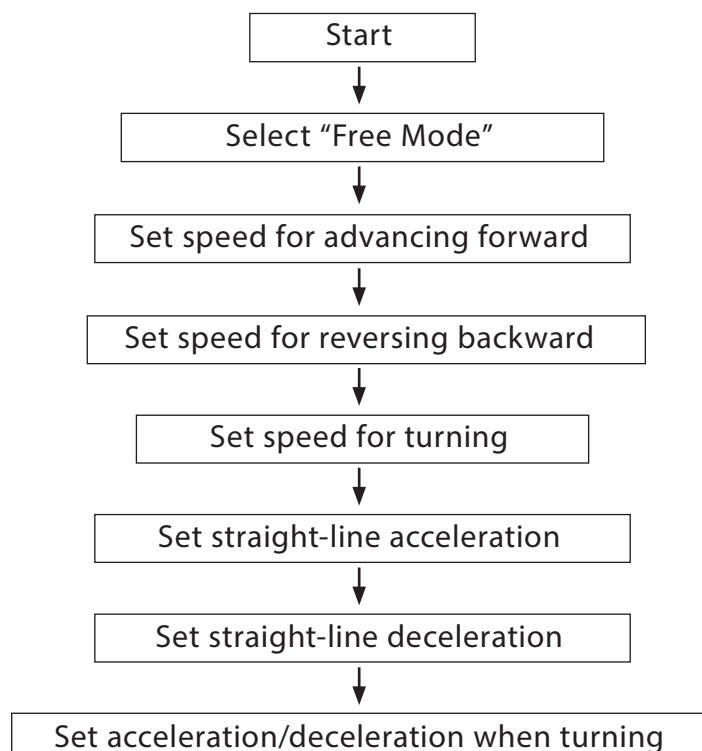 Start
Select “Free Mode”
Set speed for advancing forward
Set speed for reversing backward
Set speed for turning
Set straight-line acceleration
Set straight-line deceleration
Set acceleration/deceleration when turning